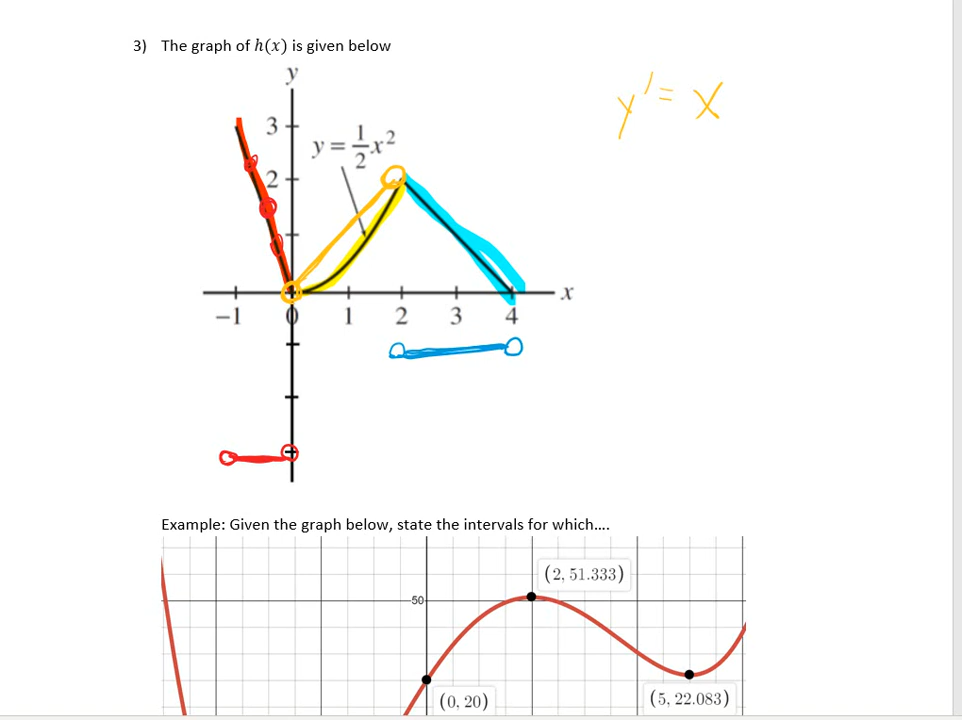 3) The graph of h(x) is given below
y
y' = x
3
y = 1/2 x²
2
x
-1 0 1 2 3 4
Example: Given the graph below, state the intervals for which....
(2, 51.333)
50
(0, 20)
(5, 22.083)